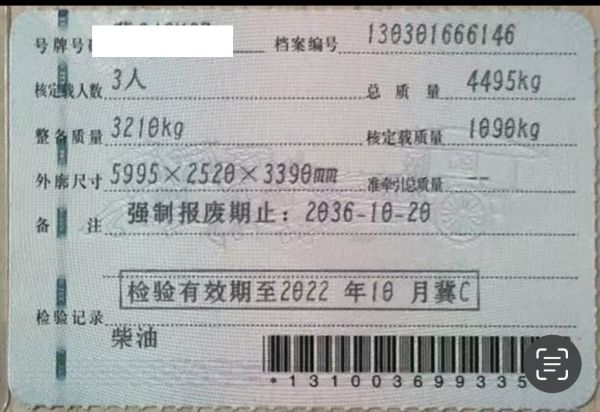 号牌号码
档案编号 130301666146
核定载人数 3人 总质量 4495kg
整备质量 3210kg 核定载质量 1090kg
外廓尺寸 5995×2520×3390mm 准牵引总质量 --
备注 强制报废期止：2036-10-20
检验有效期至2022 年10 月冀C
检验记录
柴油
*131003699335